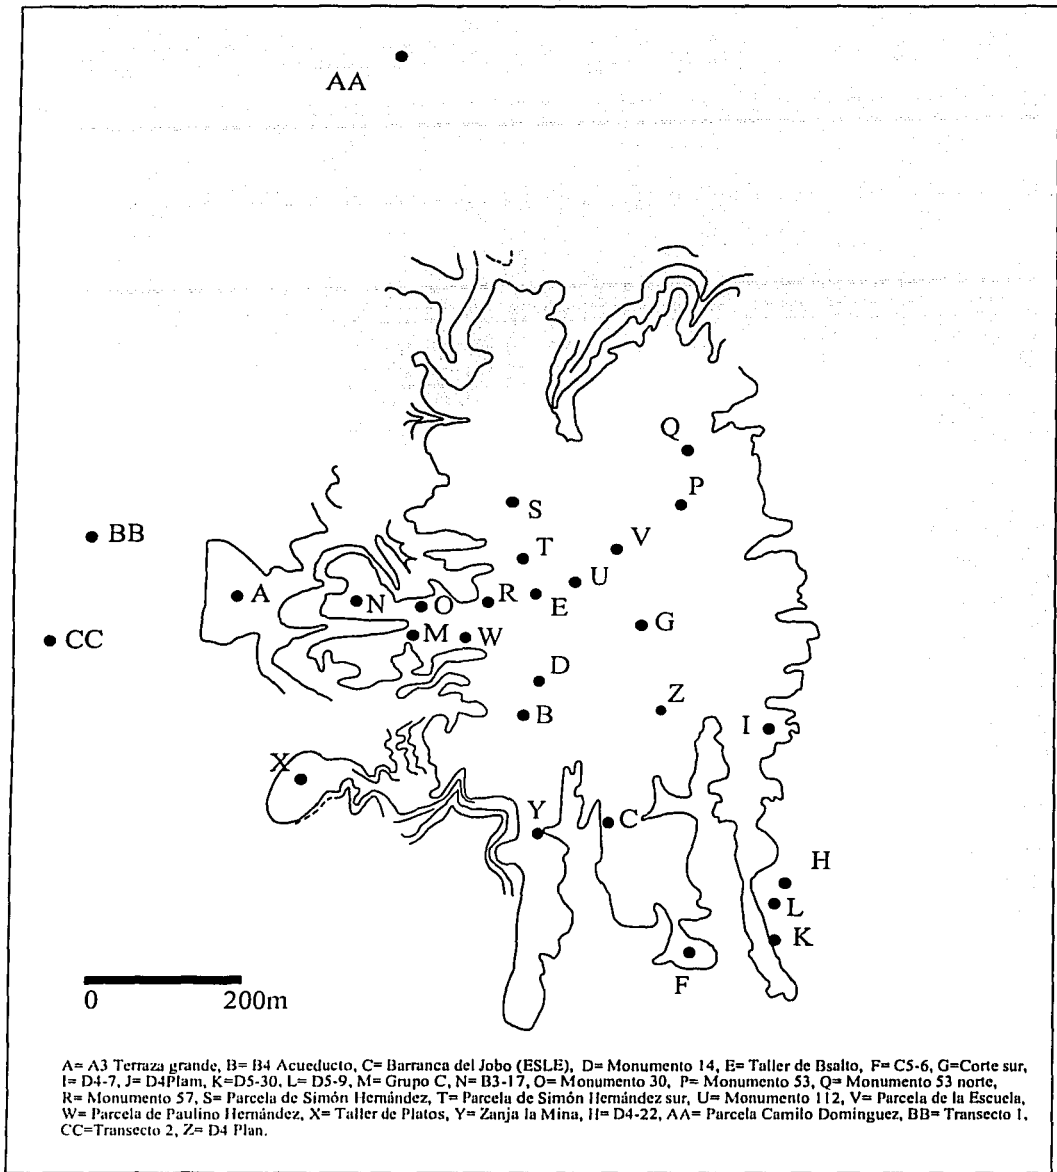 AA
Q
P
S
BB
V
T
U
A
N
O
R
E
CC
M
W
G
D
B
Z
I
X
Y
C
H
L
K
F
0 200m
A= A3 Terraza grande, B= B4 Acueducto, C= Barranca del Jobo (ESLE), D= Monumento 14, E= Taller de Bsalto, F= C5-6, G=Corte sur,
I= D4-7, J= D4Plam, K=D5-30, L= D5-9, M= Grupo C, N= B3-17, O= Monumento 30, P= Monumento 53, Q= Monumento 53 norte,
R= Monumento 57, S= Parcela de Simón Hernández, T= Parcela de Simón Hernández sur, U= Monumento 112, V= Parcela de la Escuela,
W= Parcela de Paulino Hernández, X= Taller de Platos, Y= Zanja la Mina, H= D4-22, AA= Parcela Camilo Dominguez, BB= Transecto 1,
CC=Transecto 2, Z= D4 Plan.